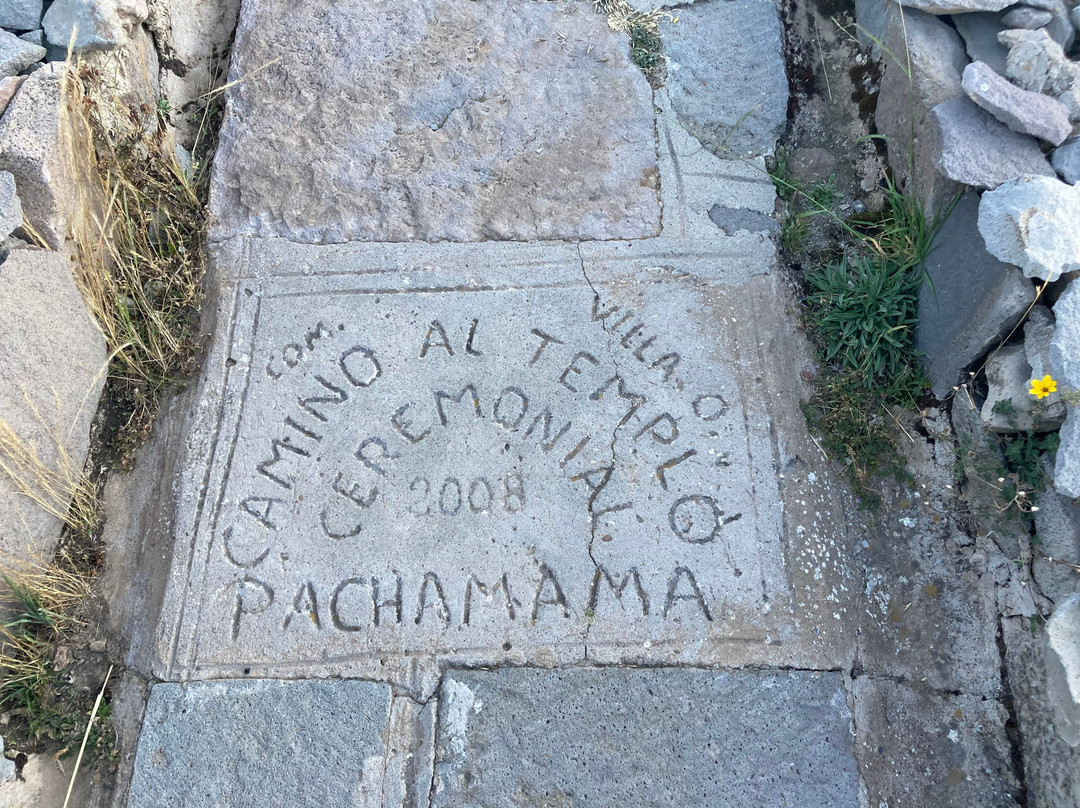 COM. VILLA. O.
CAMINO AL TEMPLO
CEREMONIAL
2008
PACHAMAMA